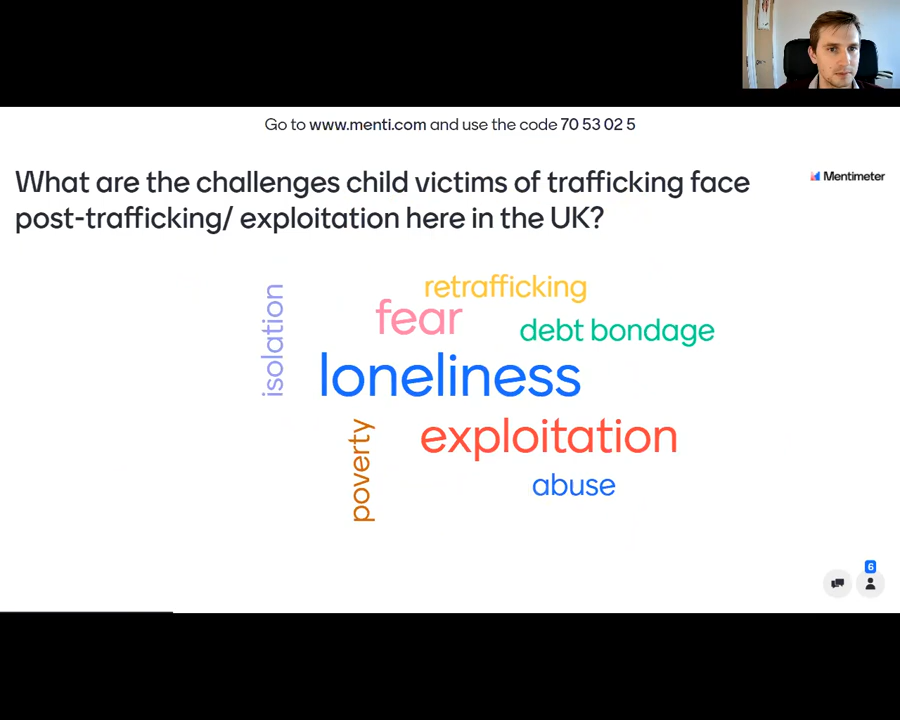 Go to www.menti.com and use the code 70 53 02 5
What are the challenges child victims of trafficking face
post-trafficking/ exploitation here in the UK?
Mentimeter
retrafficking
isolation
fear
debt bondage
loneliness
poverty
exploitation
abuse
6